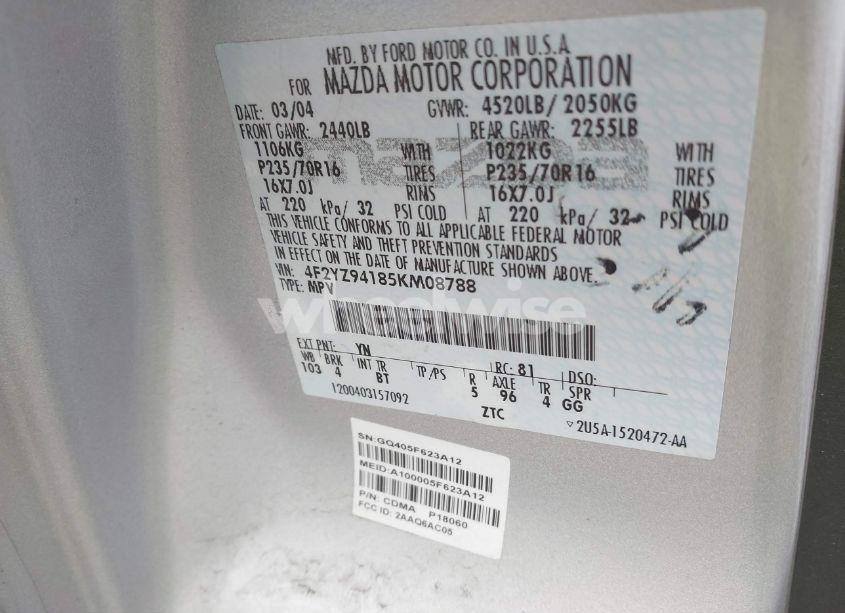 MFD. BY FORD MOTOR CO. IN U.S.A.
FOR MAZDA MOTOR CORPORATION
DATE: 03/04 GVWR: 4520LB/ 2050KG
FRONT GAWR: 2440LB REAR GAWR: 2255LB
1106KG WITH 1022KG WITH
P235/70R16 TIRES P235/70R16 TIRES
16X7.0J RIMS 16X7.0J RIMS
AT 220 kPa/ 32 PSI COLD AT 220 kPa/ 32 PSI COLD
THIS VEHICLE CONFORMS TO ALL APPLICABLE FEDERAL MOTOR
VEHICLE SAFETY AND THEFT PREVENTION STANDARDS
IN EFFECT ON THE DATE OF MANUFACTURE SHOWN ABOVE.
VIN: 4F2YZ94185KM08788
TYPE: MPV
wheelwise
EXT PNT: YN RC: 81 DSO:
WB BRK INT TR TP/PS R AXLE TR SPR
103 4 BT 5 96 4 GG
1200403157092 ZTC
2U5A-1520472-AA
SN:GQ405F623A12
MEID:A100005F623A12
P/N: CDMA P18060
FCC ID: 2AAQ6AC05